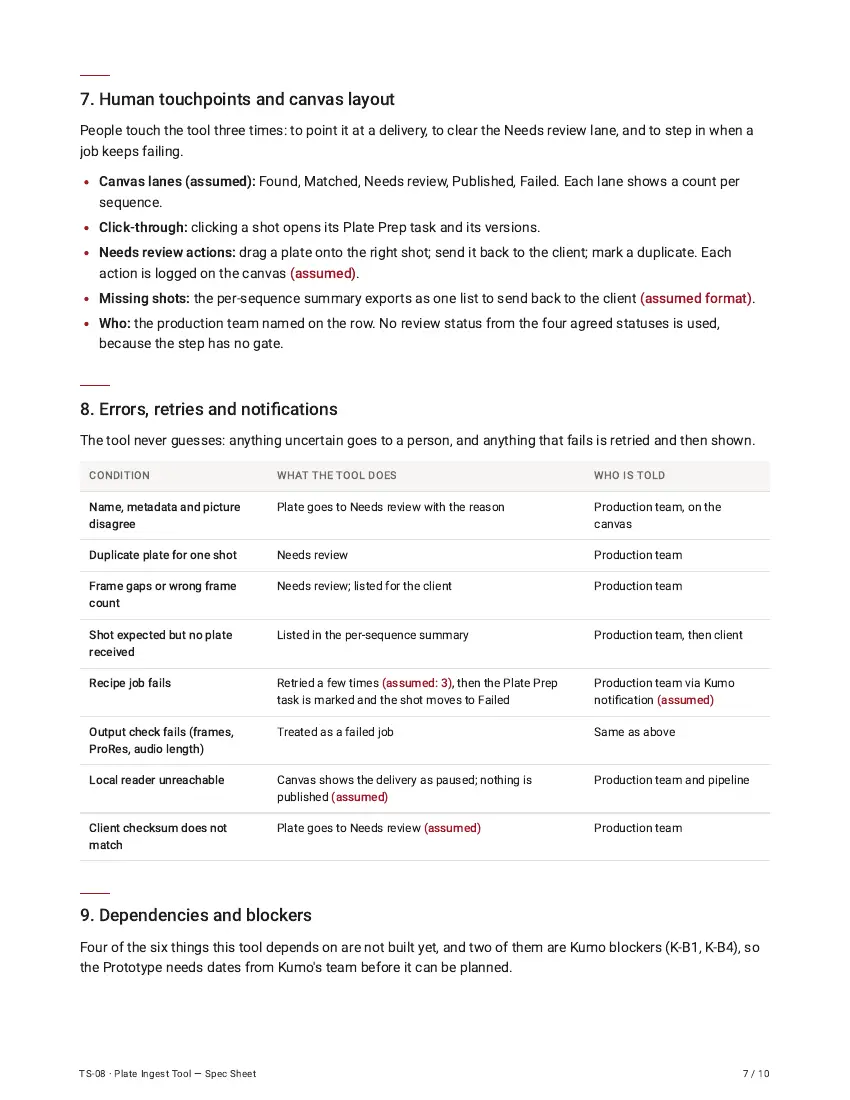 7. Human touchpoints and canvas layout
People touch the tool three times: to point it at a delivery, to clear the Needs review lane, and to step in when a
job keeps failing.
• Canvas lanes (assumed): Found, Matched, Needs review, Published, Failed. Each lane shows a count per
sequence.
• Click-through: clicking a shot opens its Plate Prep task and its versions.
• Needs review actions: drag a plate onto the right shot; send it back to the client; mark a duplicate. Each
action is logged on the canvas (assumed).
• Missing shots: the per-sequence summary exports as one list to send back to the client (assumed format).
• Who: the production team named on the row. No review status from the four agreed statuses is used,
because the step has no gate.
8. Errors, retries and notifications
The tool never guesses: anything uncertain goes to a person, and anything that fails is retried and then shown.
CONDITION WHAT THE TOOL DOES WHO IS TOLD
Name, metadata and picture Plate goes to Needs review with the reason Production team, on the
disagree canvas
Duplicate plate for one shot Needs review Production team
Frame gaps or wrong frame Needs review; listed for the client Production team
count
Shot expected but no plate Listed in the per-sequence summary Production team, then client
received
Recipe job fails Retried a few times (assumed: 3), then the Plate Prep Production team via Kumo
task is marked and the shot moves to Failed notification (assumed)
Output check fails (frames, Treated as a failed job Same as above
ProRes, audio length)
Local reader unreachable Canvas shows the delivery as paused; nothing is Production team and pipeline
published (assumed)
Client checksum does not Plate goes to Needs review (assumed) Production team
match
9. Dependencies and blockers
Four of the six things this tool depends on are not built yet, and two of them are Kumo blockers (K-B1, K-B4), so
the Prototype needs dates from Kumo's team before it can be planned.
TS-08 · Plate Ingest Tool — Spec Sheet 7 / 10